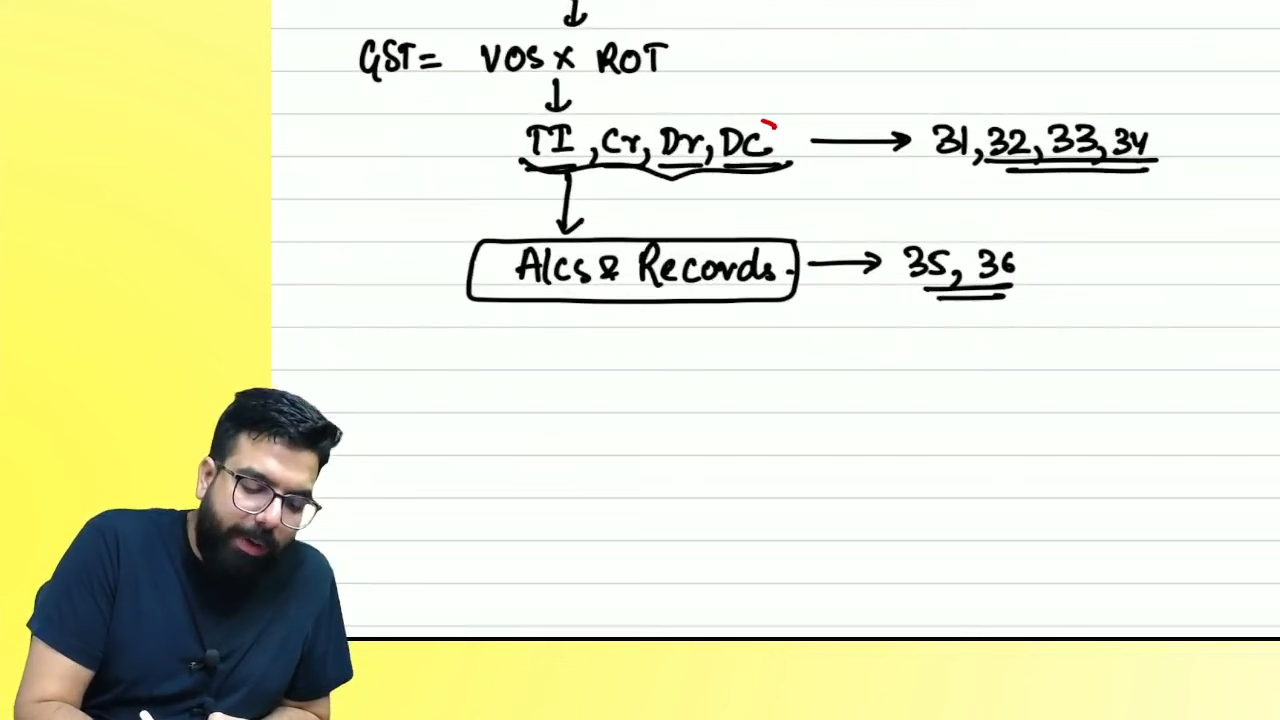 ↓
GST = VOS x ROT
↓
TI, Cr, Dr, DC → 31, 32, 33, 34
↓
A/cs & Records. → 35, 36